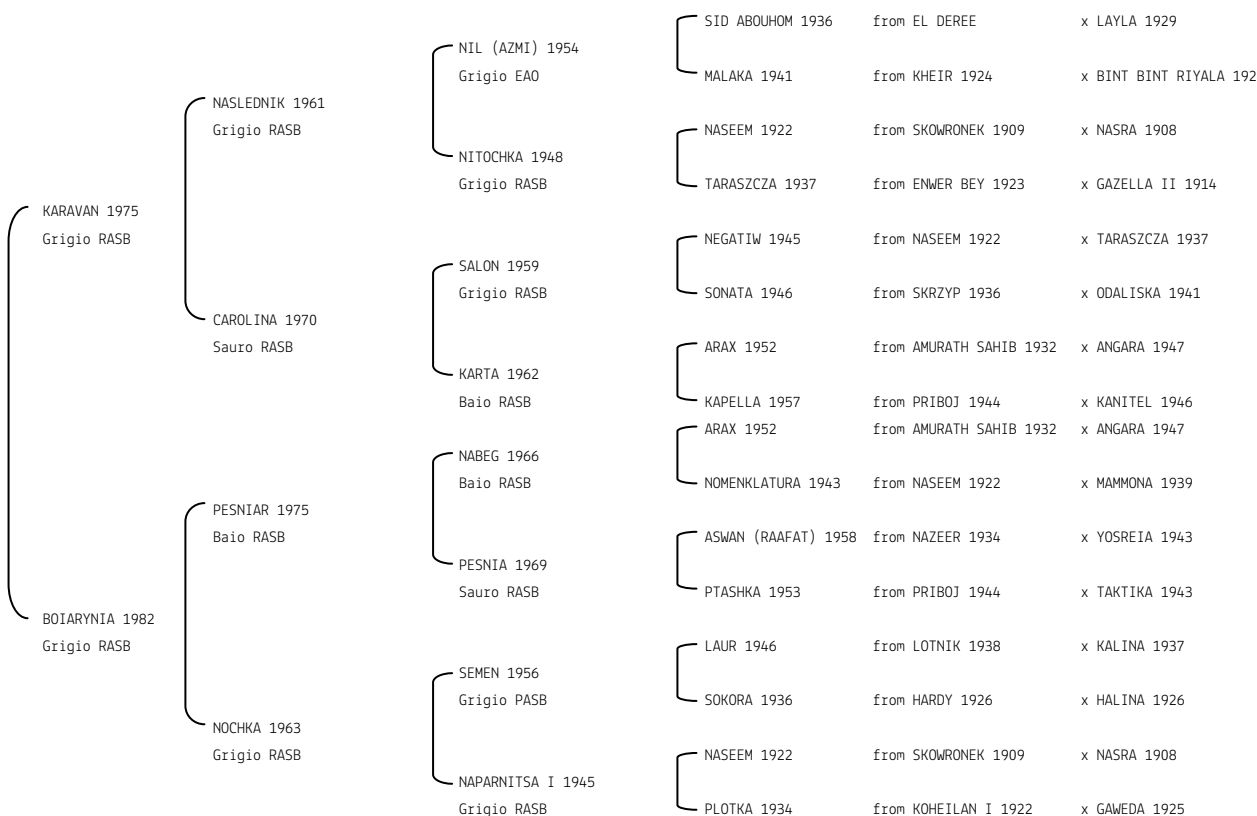 SID ABOUHOM 1936 from EL DEREE x LAYLA 1929
NIL (AZMI) 1954
Grigio EAO
MALAKA 1941 from KHEIR 1924 x BINT BINT RIYALA 192
NASLEDNIK 1961
Grigio RASB
NASEEM 1922 from SKOWRONEK 1909 x NASRA 1908
NITOCHKA 1948
Grigio RASB
TARASZCZA 1937 from ENWER BEY 1923 x GAZELLA II 1914
KARAVAN 1975
Grigio RASB
NEGATIW 1945 from NASEEM 1922 x TARASZCZA 1937
SALON 1959
Grigio RASB
SONATA 1946 from SKRZYP 1936 x ODALISKA 1941
CAROLINA 1970
Sauro RASB
ARAX 1952 from AMURATH SAHIB 1932 x ANGARA 1947
KARTA 1962
Baio RASB
KAPELLA 1957 from PRIBOJ 1944 x KANITEL 1946
ARAX 1952 from AMURATH SAHIB 1932 x ANGARA 1947
NABEG 1966
Baio RASB
NOMENKLATURA 1943 from NASEEM 1922 x MAMMONA 1939
PESNIAR 1975
Baio RASB
ASWAN (RAAFAT) 1958 from NAZEER 1934 x YOSREIA 1943
PESNIA 1969
Sauro RASB
PTASHKA 1953 from PRIBOJ 1944 x TAKTIKA 1943
BOIARYNIA 1982
Grigio RASB
LAUR 1946 from LOTNIK 1938 x KALINA 1937
SEMEN 1956
Grigio PASB
SOKORA 1936 from HARDY 1926 x HALINA 1926
NOCHKA 1963
Grigio RASB
NASEEM 1922 from SKOWRONEK 1909 x NASRA 1908
NAPARNITSA I 1945
Grigio RASB
PLOTKA 1934 from KOHEILAN I 1922 x GAWEDA 1925